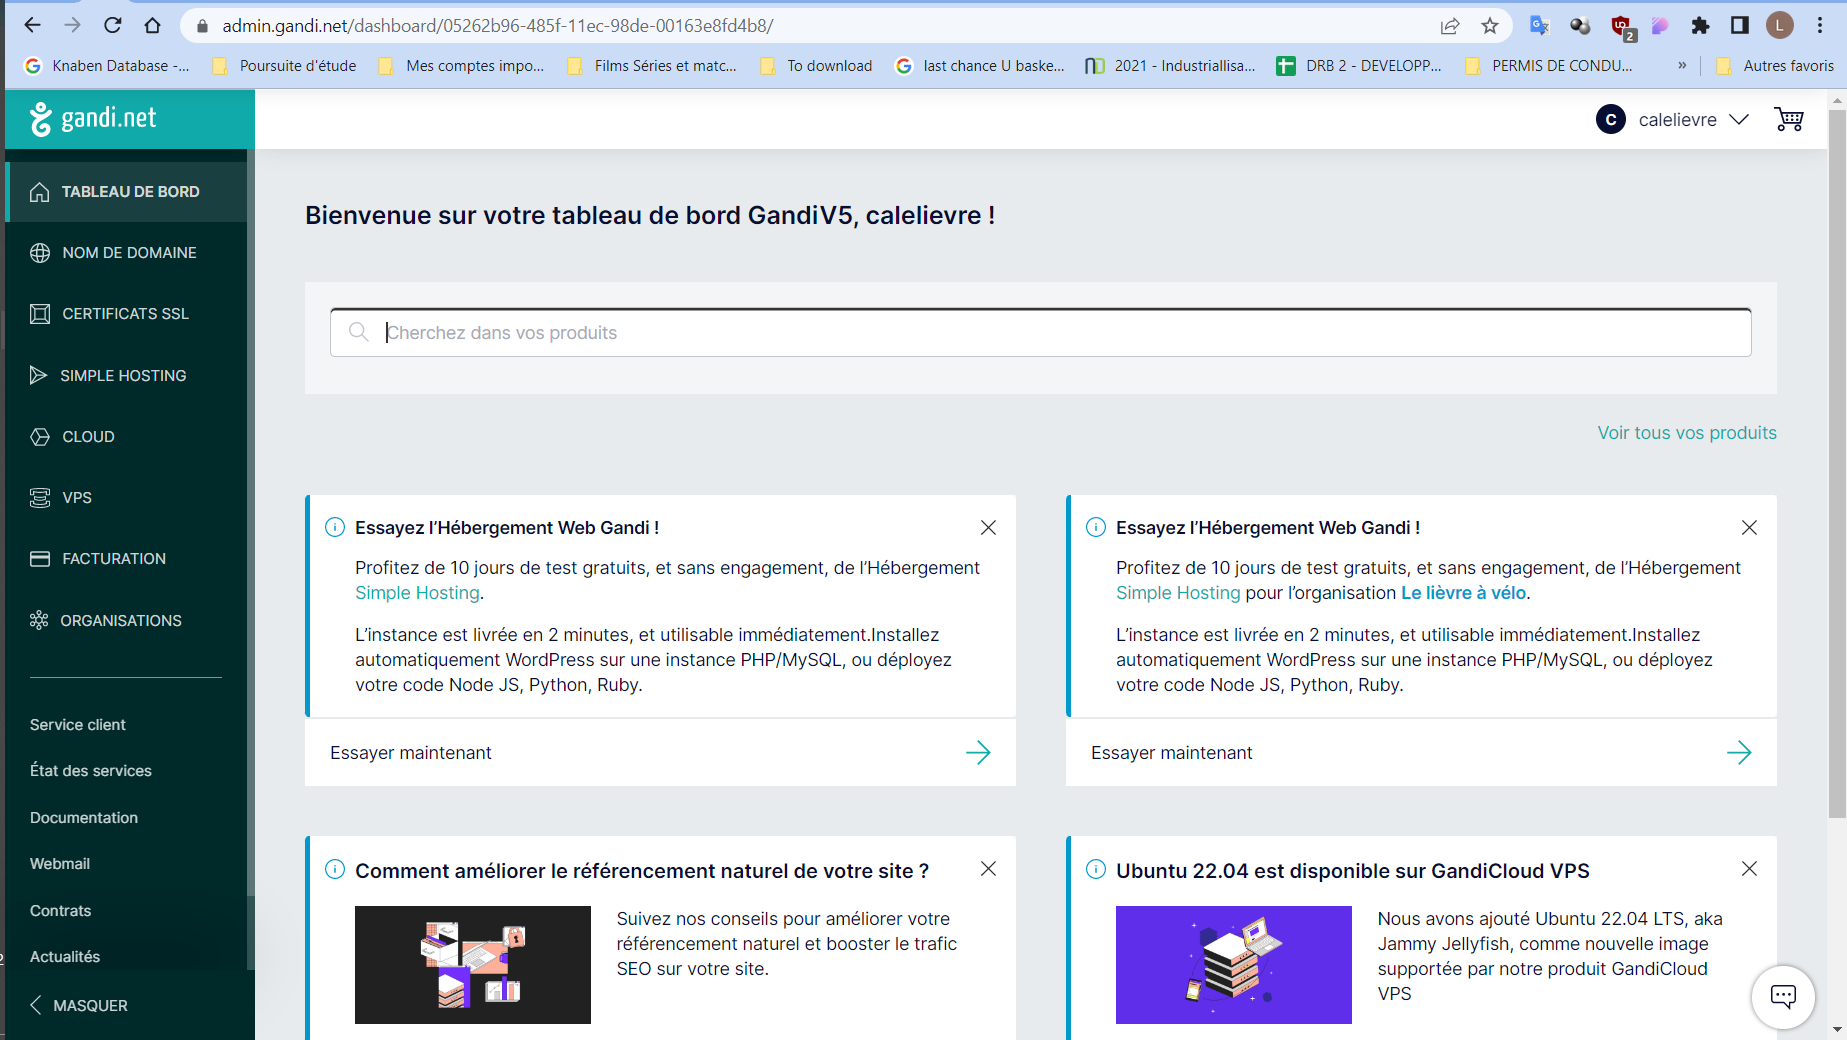 admin.gandi.net/dashboard/05262b96-485f-11ec-98de-00163e8fd4b8/
2
L
Knaben Database -...
Poursuite d'étude
Mes comptes impo...
Films Séries et matc...
To download
last chance U baske...
2021 - Industriallisa...
DRB 2 - DEVELOPP...
PERMIS DE CONDU...
»
Autres favoris
gandi.net
C calelievre
TABLEAU DE BORD
NOM DE DOMAINE
CERTIFICATS SSL
SIMPLE HOSTING
CLOUD
VPS
FACTURATION
ORGANISATIONS
Service client
État des services
Documentation
Webmail
Contrats
Actualités
MASQUER
Bienvenue sur votre tableau de bord GandiV5, calelievre !
Cherchez dans vos produits
Voir tous vos produits
Essayez l'Hébergement Web Gandi !
Profitez de 10 jours de test gratuits, et sans engagement, de l'Hébergement
Simple Hosting.
L'instance est livrée en 2 minutes, et utilisable immédiatement.Installez
automatiquement WordPress sur une instance PHP/MySQL, ou déployez
votre code Node JS, Python, Ruby.
Essayer maintenant
Essayez l'Hébergement Web Gandi !
Profitez de 10 jours de test gratuits, et sans engagement, de l'Hébergement
Simple Hosting pour l'organisation Le lièvre à vélo.
L'instance est livrée en 2 minutes, et utilisable immédiatement.Installez
automatiquement WordPress sur une instance PHP/MySQL, ou déployez
votre code Node JS, Python, Ruby.
Essayer maintenant
Comment améliorer le référencement naturel de votre site ?
Suivez nos conseils pour améliorer votre
référencement naturel et booster le trafic
SEO sur votre site.
Ubuntu 22.04 est disponible sur GandiCloud VPS
Nous avons ajouté Ubuntu 22.04 LTS, aka
Jammy Jellyfish, comme nouvelle image
supportée par notre produit GandiCloud
VPS